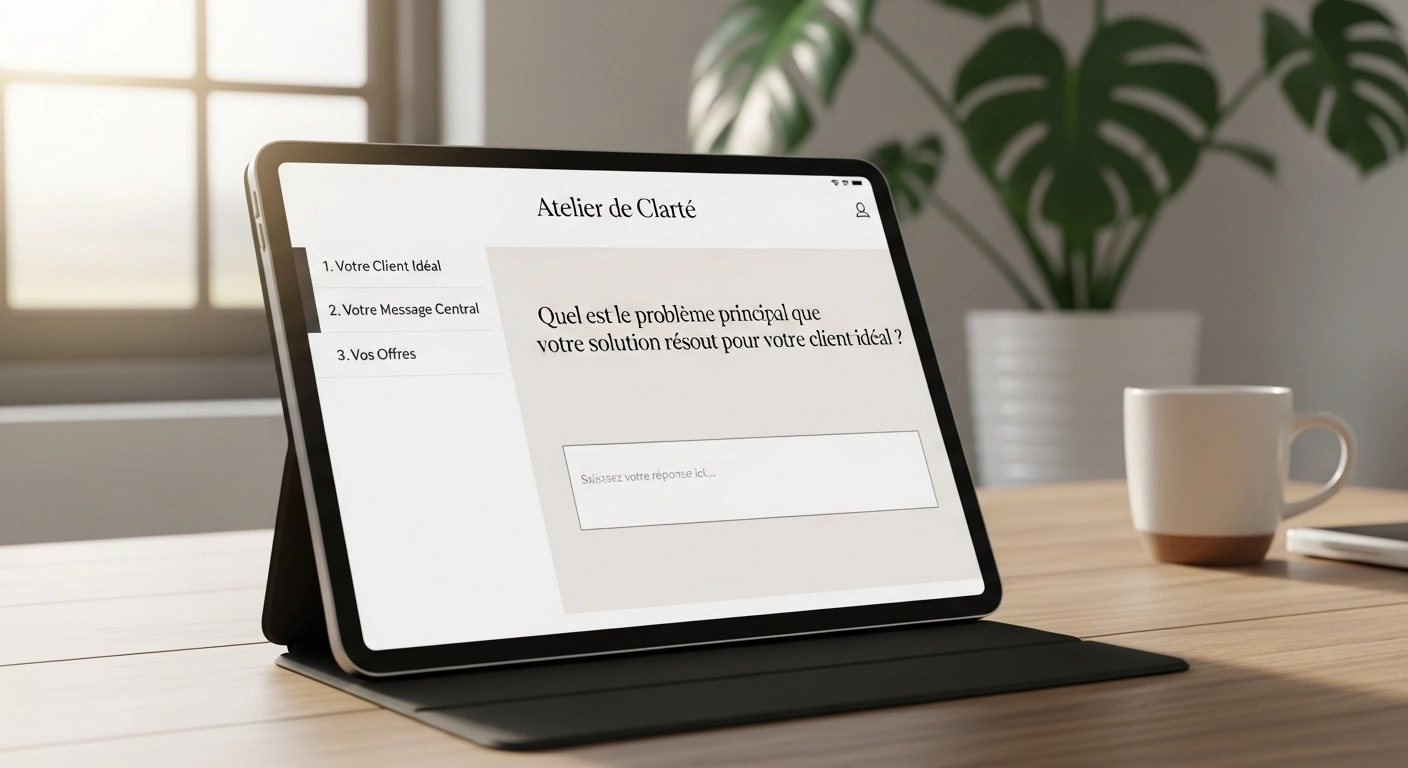 Atelier de Clarté
1. Votre Client Idéal
2. Votre Message Central
3. Vos Offres
Quel est le problème principal que
votre solution résout pour votre client idéal ?
votre réponse ici...